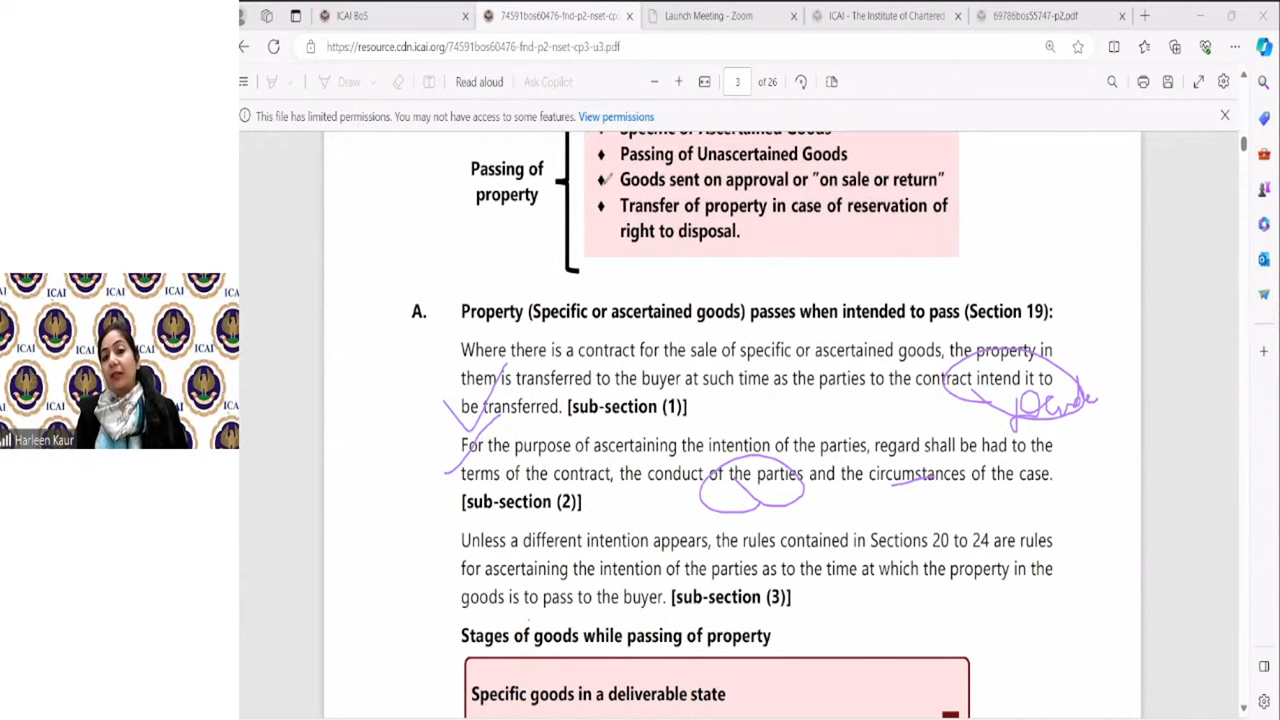 ICAI BoS
74591bos60476-fnd-p2-nset-cp3
Launch Meeting - Zoom
ICAI - The Institute of Chartered
69786bos55747-p2.pdf
https://resource.cdn.icai.org/74591bos60476-fnd-p2-nset-cp3-u3.pdf
Draw
Read aloud
Ask Copilot
3
of 26
This file has limited permissions. You may not have access to some features. View permissions
Specific or Ascertained Goods
Passing of property
Passing of Unascertained Goods
Goods sent on approval or "on sale or return"
Transfer of property in case of reservation of
right to disposal.
A. Property (Specific or ascertained goods) passes when intended to pass (Section 19):
Where there is a contract for the sale of specific or ascertained goods, the property in
them is transferred to the buyer at such time as the parties to the contract intend it to
be transferred. [sub-section (1)]
For the purpose of ascertaining the intention of the parties, regard shall be had to the
terms of the contract, the conduct of the parties and the circumstances of the case.
[sub-section (2)]
Unless a different intention appears, the rules contained in Sections 20 to 24 are rules
for ascertaining the intention of the parties as to the time at which the property in the
goods is to pass to the buyer. [sub-section (3)]
Stages of goods while passing of property
Specific goods in a deliverable state
ICAI
ICAI
ICAI
ICAI
ICAI
Harleen Kaur